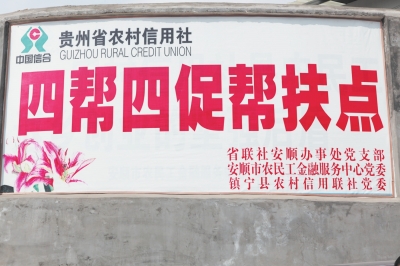 中国信合
贵州省农村信用社
GUIZHOU RURAL CREDIT UNION
四帮四促帮扶点
省联社安顺办事处党支部
安顺市农民工金融服务中心党委
镇宁县农村信用联社党委